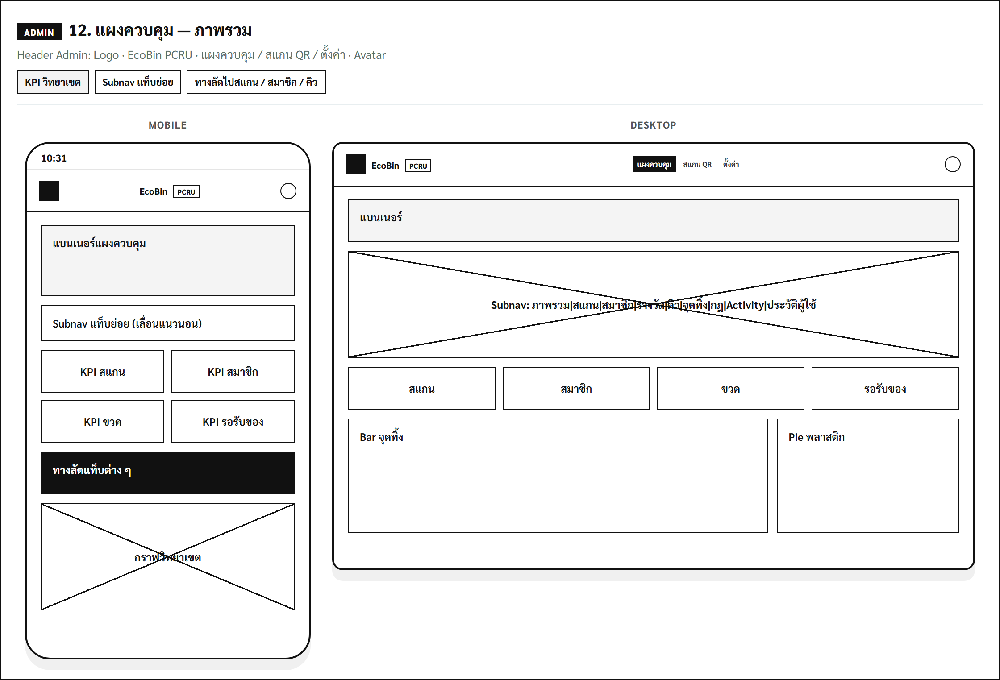 ADMIN 12. แผงควบคุม — ภาพรวม
Header Admin: Logo · EcoBin PCRU · แผงควบคุม / สแกน QR / ตั้งค่า · Avatar
KPI วิทยาเขต
Subnav แท็บย่อย
ทางลัดไปสแกน / สมาชิก / คิว
MOBILE
10:31
EcoBin PCRU
แบนเนอร์แผงควบคุม
Subnav แท็บย่อย (เลื่อนแนวนอน)
KPI สแกน
KPI สมาชิก
KPI ขวด
KPI รอรับของ
ทางลัดแท็บต่าง ๆ
กราฟวิทยาเขต
DESKTOP
EcoBin PCRU
แผงควบคุม
สแกน QR
ตั้งค่า
แบนเนอร์
Subnav: ภาพรวม|สแกน|สมาชิก|รางวัล|คิว|จุดทิ้ง|กฎ|Activity|ประวัติผู้ใช้
สแกน
สมาชิก
ขวด
รอรับของ
Bar จุดทิ้ง
Pie พลาสติก